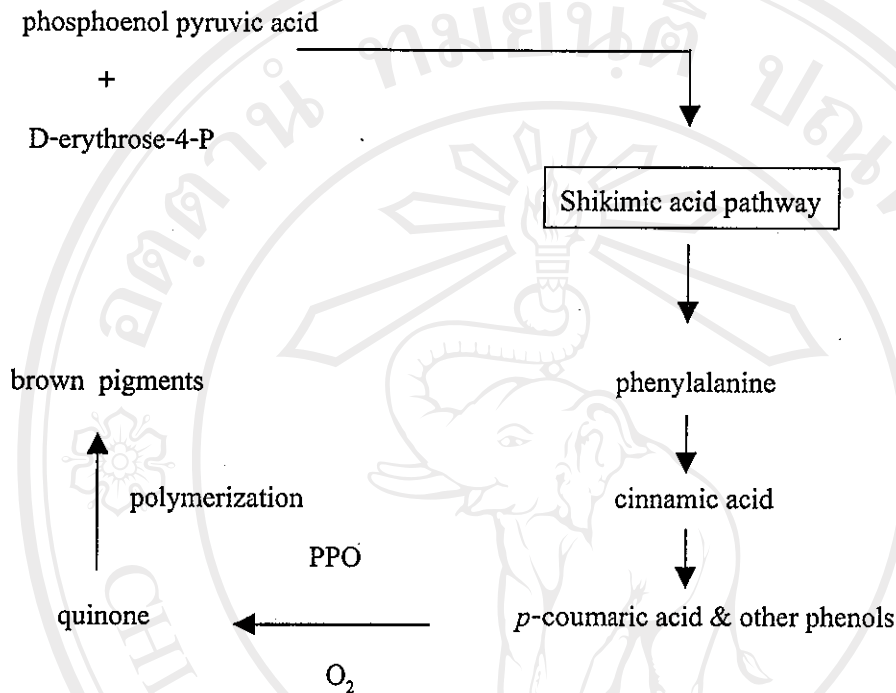 phosphoenol pyruvic acid
+
D-erythrose-4-P
Shikimic acid pathway
phenylalanine
cinnamic acid
p-coumaric acid & other phenols
PPO
O₂
quinone
polymerization
brown pigments